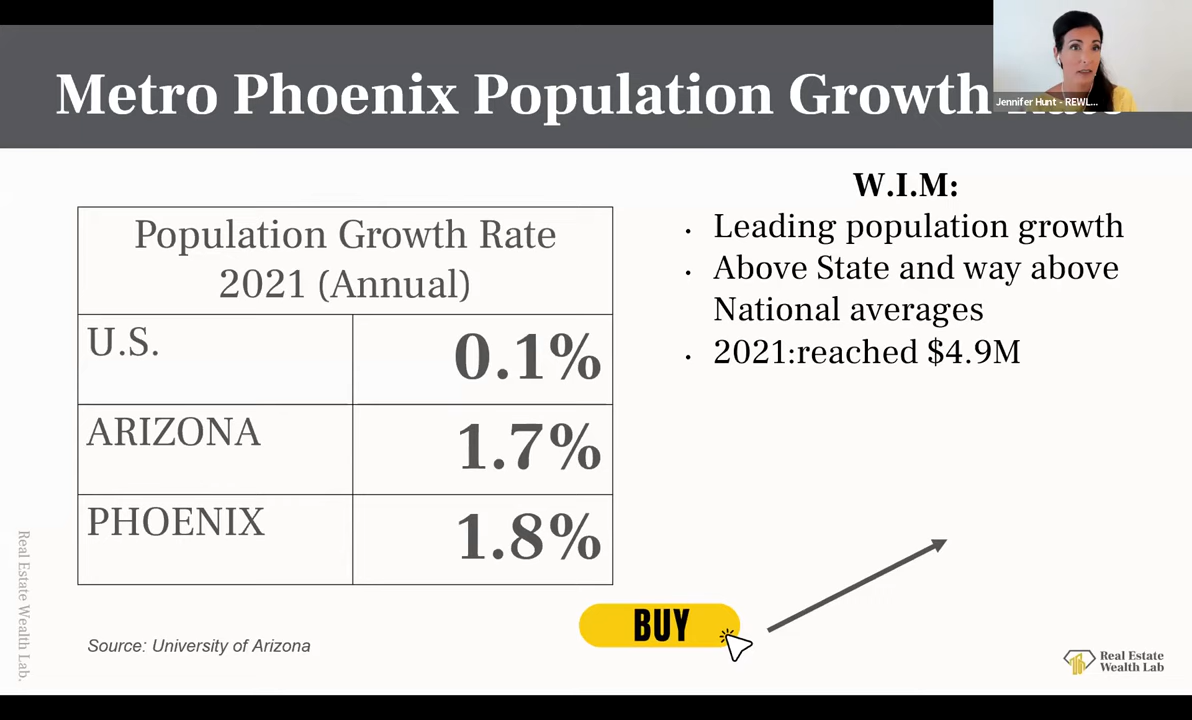 Metro Phoenix Population Growth
Jennifer Hunt - REWL...
W.I.M:
· Leading population growth
· Above State and way above
National averages
· 2021:reached $4.9M
Population Growth Rate
2021 (Annual)
U.S. 0.1%
ARIZONA 1.7%
PHOENIX 1.8%
Real Estate Wealth Lab.
Source: University of Arizona
BUY
Real Estate
Wealth Lab